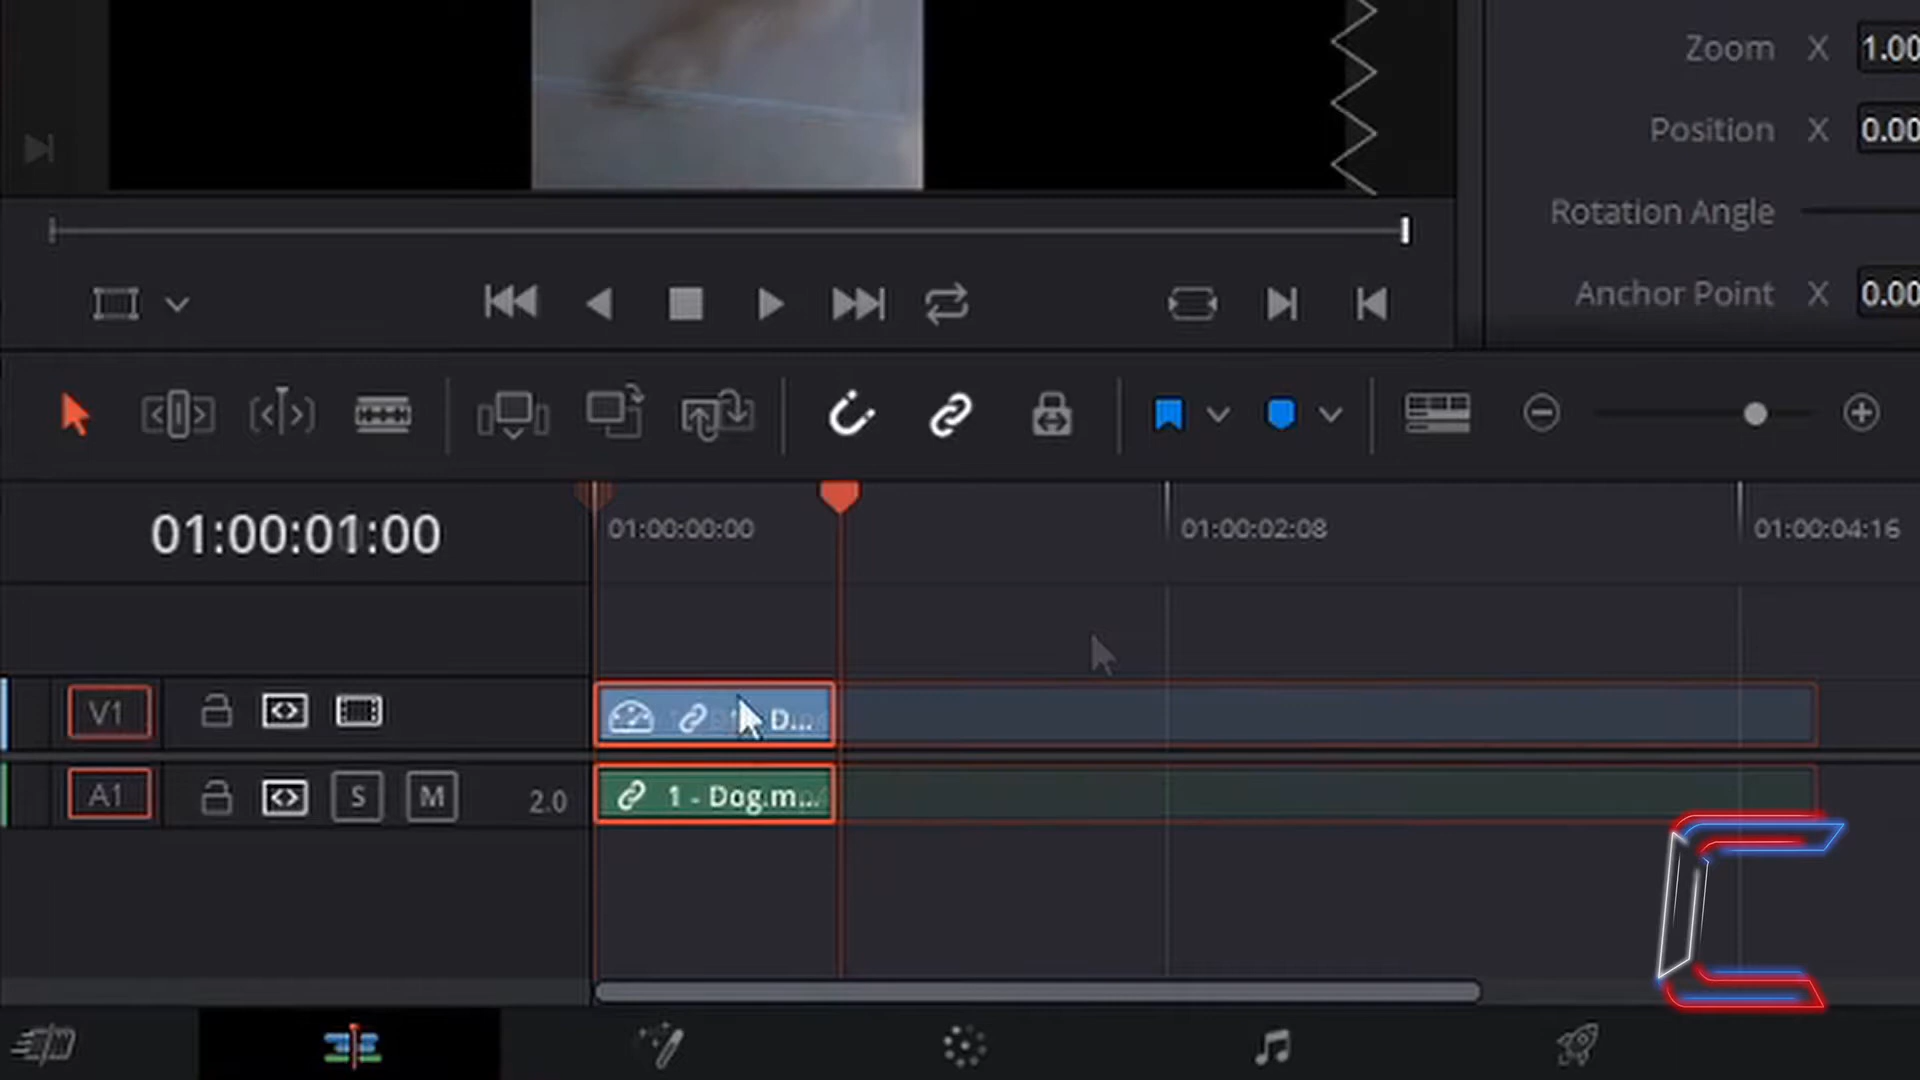 Zoom X 1.00
Position X 0.00
Rotation Angle
Anchor Point X 0.00
01:00:01:00
01:00:00:00
01:00:02:08
01:00:04:16
V1
D...
A1
S
M
2.0
1 - Dog.m...